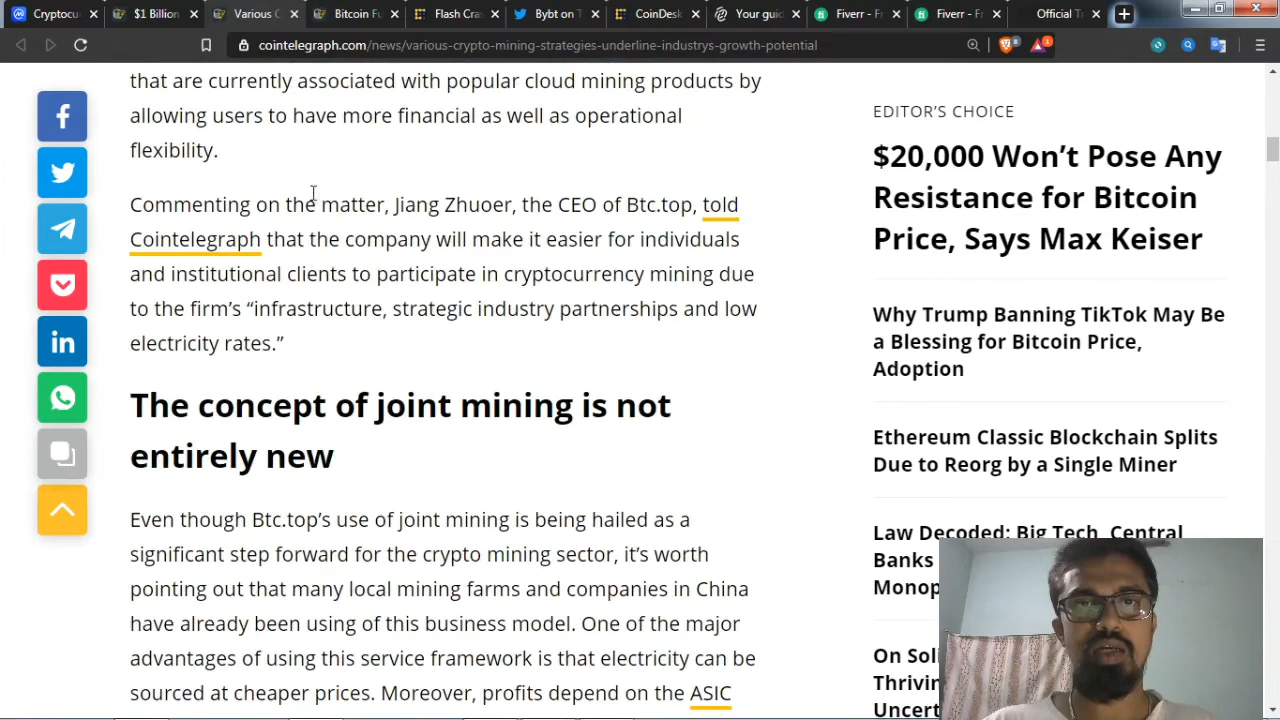 Cryptocu
$1 Billion
Various C
Bitcoin Fu
Flash Cras
Bybt on T
CoinDesk
Your guid
Fiverr - F
Fiverr - Fr
Official Tr
cointelegraph.com/news/various-crypto-mining-strategies-underline-industrys-growth-potential
that are currently associated with popular cloud mining products by
allowing users to have more financial as well as operational
flexibility.
Commenting on the matter, Jiang Zhuoer, the CEO of Btc.top, told
Cointelegraph that the company will make it easier for individuals
and institutional clients to participate in cryptocurrency mining due
to the firm’s “infrastructure, strategic industry partnerships and low
electricity rates.”
The concept of joint mining is not
entirely new
Even though Btc.top’s use of joint mining is being hailed as a
significant step forward for the crypto mining sector, it’s worth
pointing out that many local mining farms and companies in China
have already been using of this business model. One of the major
advantages of using this service framework is that electricity can be
sourced at cheaper prices. Moreover, profits depend on the ASIC
EDITOR’S CHOICE
$20,000 Won’t Pose Any
Resistance for Bitcoin
Price, Says Max Keiser
Why Trump Banning TikTok May Be
a Blessing for Bitcoin Price,
Adoption
Ethereum Classic Blockchain Splits
Due to Reorg by a Single Miner
Law Decoded: Big Tech, Central
Banks
Monop
On Soli
Thrivin
Uncert